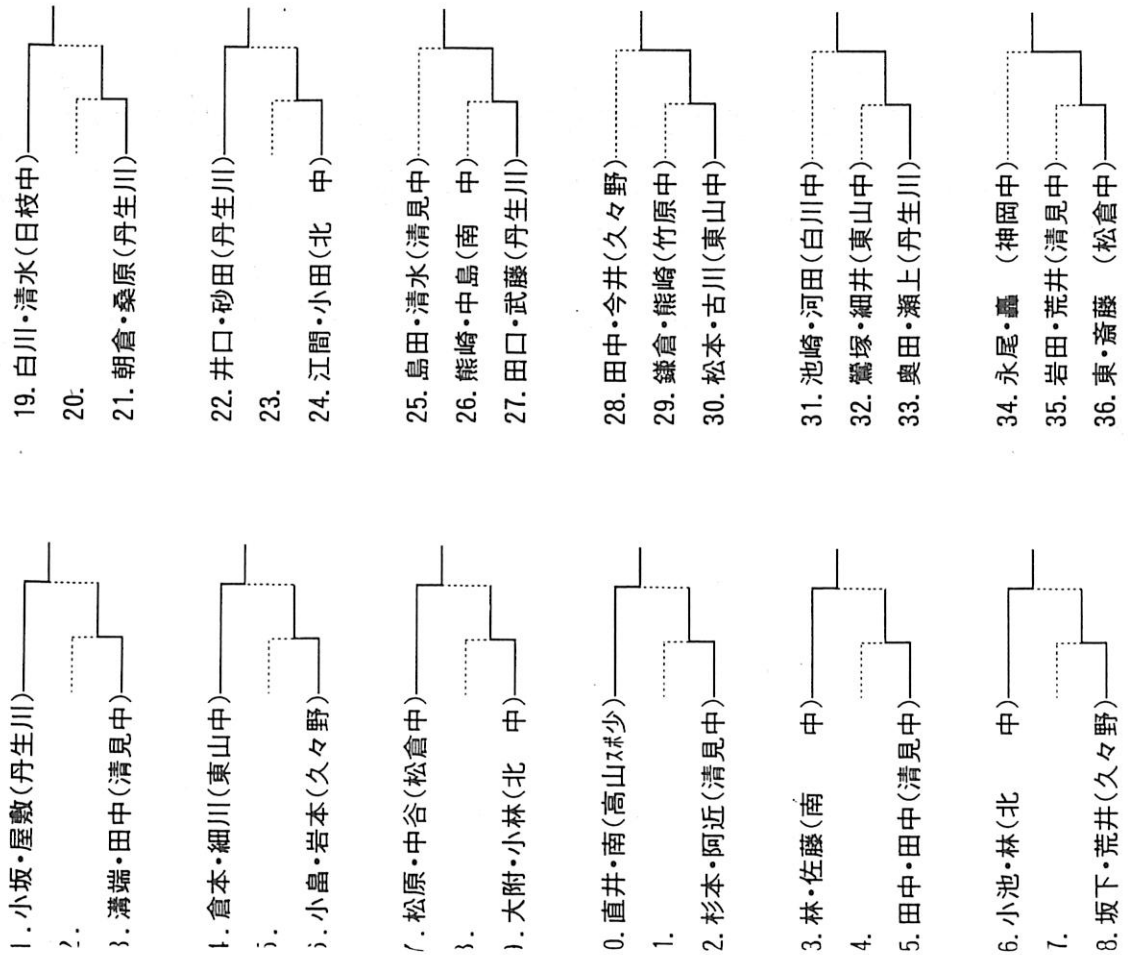 小坂・屋敷(丹生川)
溝端・田中(清見中)
倉本・細川(東山中)
小畠・岩本(久々野)
松原・中谷(松倉中)
大附・小林(北　中)
0. 直井・南(高山スポ少)
1.
2. 杉本・阿近(清見中)
3. 林・佐藤(南　中)
4.
5. 田中・田中(清見中)
6. 小池・林(北　中)
7.
8. 坂下・荒井(久々野)
19. 白川・清水(日枝中)
20.
21. 朝倉・桑原(丹生川)
22. 井口・砂田(丹生川)
23.
24. 江間・小田(北　中)
25. 島田・清水(清見中)
26. 熊崎・中島(南　中)
27. 田口・武藤(丹生川)
28. 田中・今井(久々野)
29. 鎌倉・熊崎(竹原中)
30. 松本・古川(東山中)
31. 池崎・河田(白川中)
32. 鶯塚・細井(東山中)
33. 奥田・瀬上(丹生川)
34. 永尾・轟　(神岡中)
35. 岩田・荒井(清見中)
36. 東・斎藤　(松倉中)